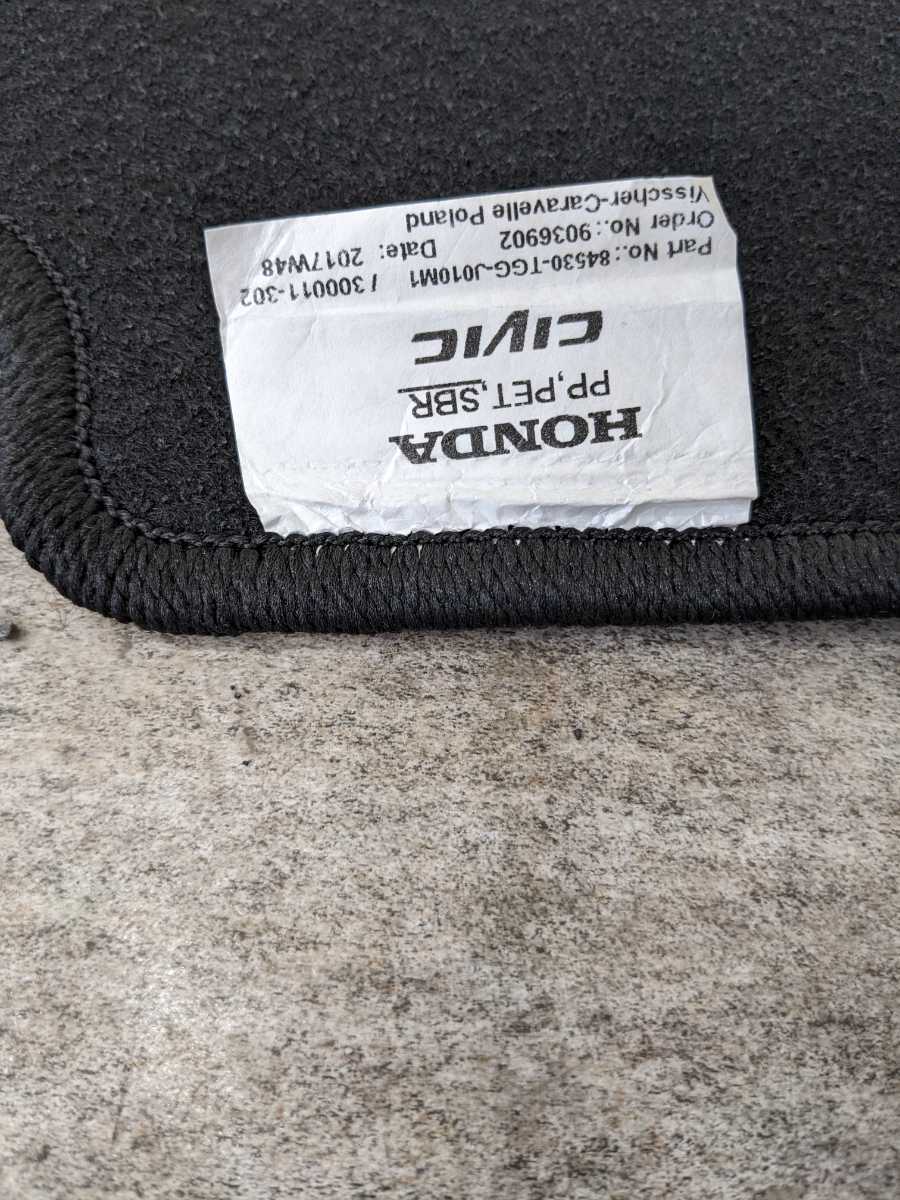 HONDA
PP,PET,SBR
CIVIC
Part No.:84530-TGG-J010M1 / 300011-302
Order No.:9036902 Date: 2017W48
Visscher-Caravelle Poland